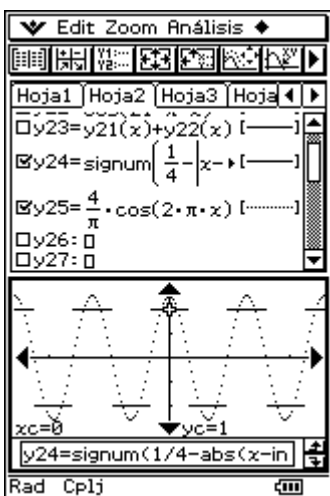 Edit Zoom Análisis
Hoja1 Hoja2 Hoja3 Hoja
y23=y21(x)+y22(x)
y24=signum(1/4-|x-
y25=4/π·cos(2·π·x)
y26:
y27:
xc=0 yc=1
y24=signum(1/4-abs(x-in
Rad Cplj